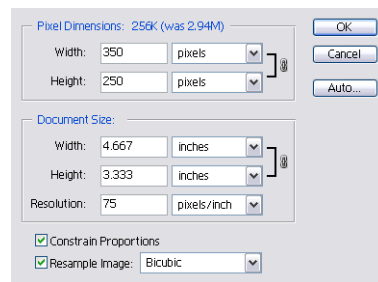 Pixel Dimensions: 256K (was 2.94M)
Width: 350 pixels
Height: 250 pixels
OK
Cancel
Auto...
Document Size:
Width: 4.667 inches
Height: 3.333 inches
Resolution: 75 pixels/inch
Constrain Proportions
Resample Image: Bicubic